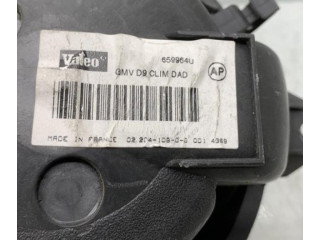 Valeo 659964U
GMV D9 CLIM DAD AP
MADE IN FRANCE